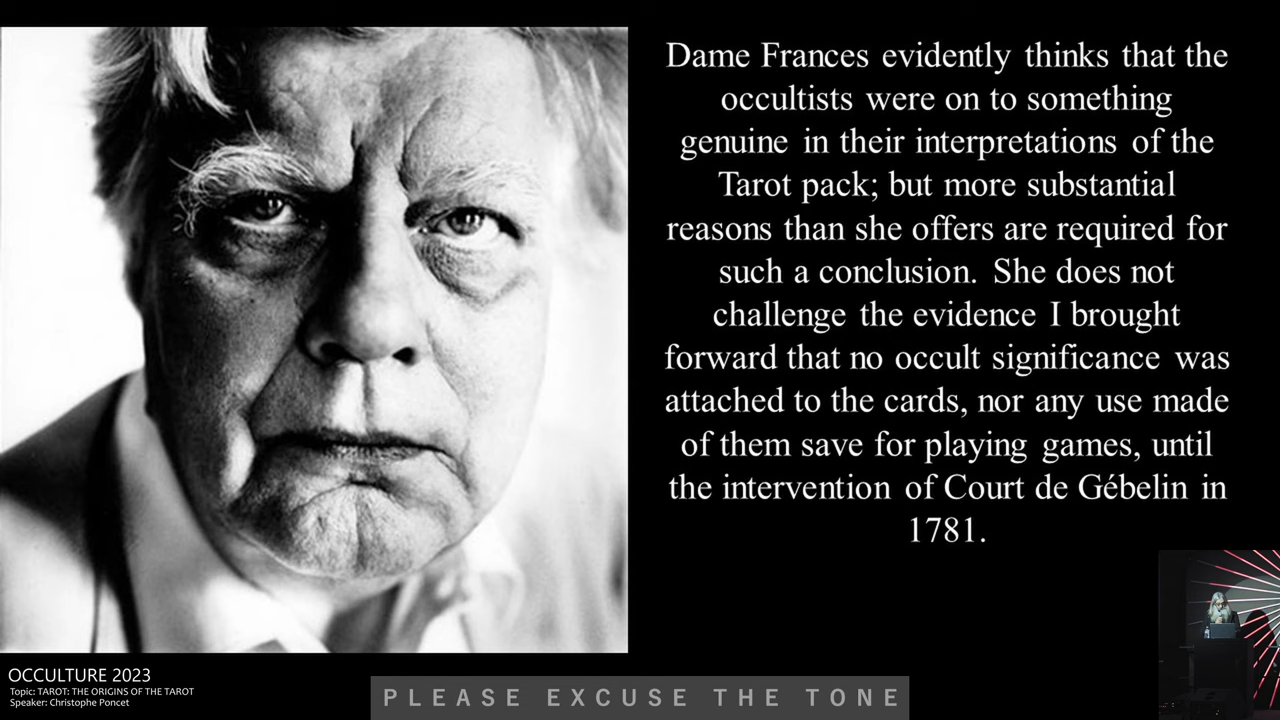 Dame Frances evidently thinks that the
occultists were on to something
genuine in their interpretations of the
Tarot pack; but more substantial
reasons than she offers are required for
such a conclusion. She does not
challenge the evidence I brought
forward that no occult significance was
attached to the cards, nor any use made
of them save for playing games, until
the intervention of Court de Gébelin in
1781.
OCCULTURE 2023
Topic: TAROT: THE ORIGINS OF THE TAROT
Speaker: Christophe Poncet
PLEASE EXCUSE THE TONE